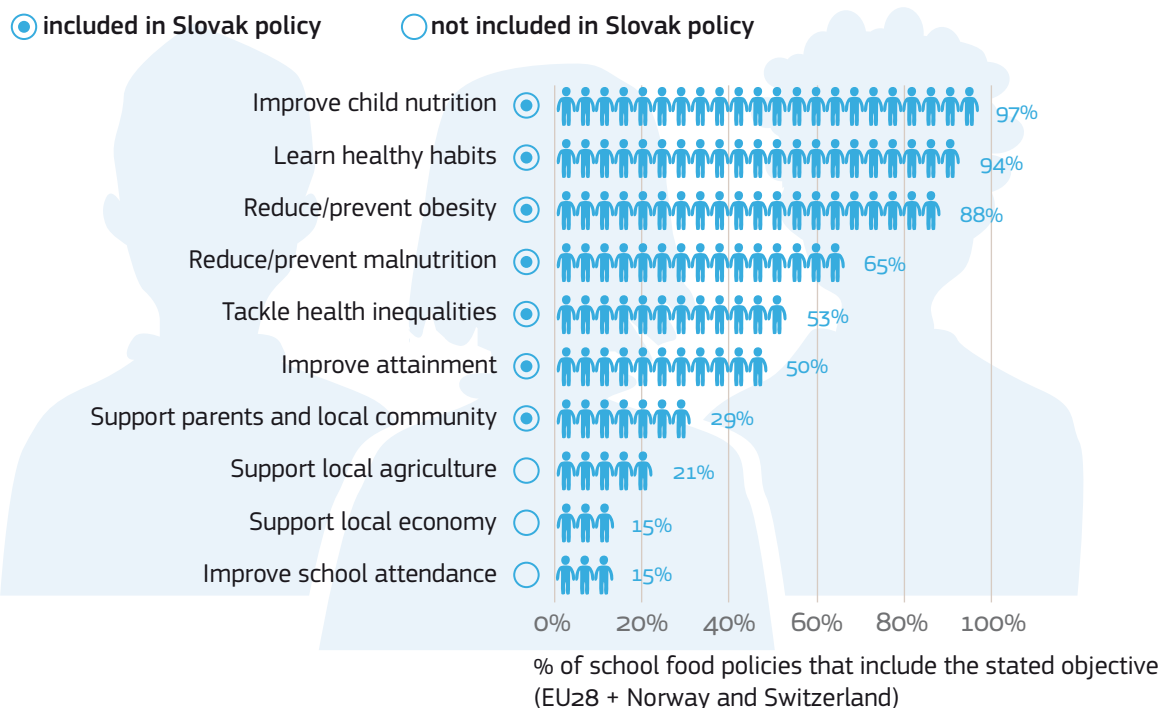 included in Slovak policy not included in Slovak policy
Improve child nutrition 97%
Learn healthy habits 94%
Reduce/prevent obesity 88%
Reduce/prevent malnutrition 65%
Tackle health inequalities 53%
Improve attainment 50%
Support parents and local community 29%
Support local agriculture 21%
Support local economy 15%
Improve school attendance 15%
0% 20% 40% 60% 80% 100%
% of school food policies that include the stated objective
(EU28 + Norway and Switzerland)